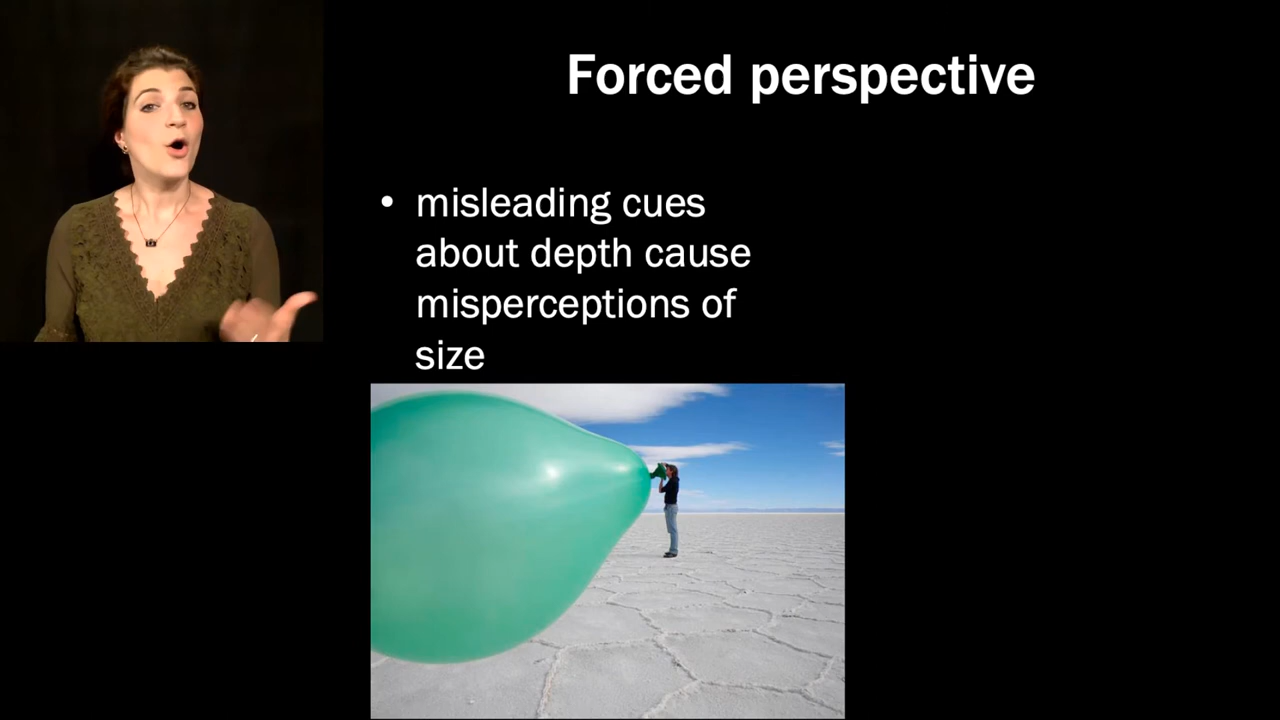 Forced perspective
• misleading cues
about depth cause
misperceptions of
size